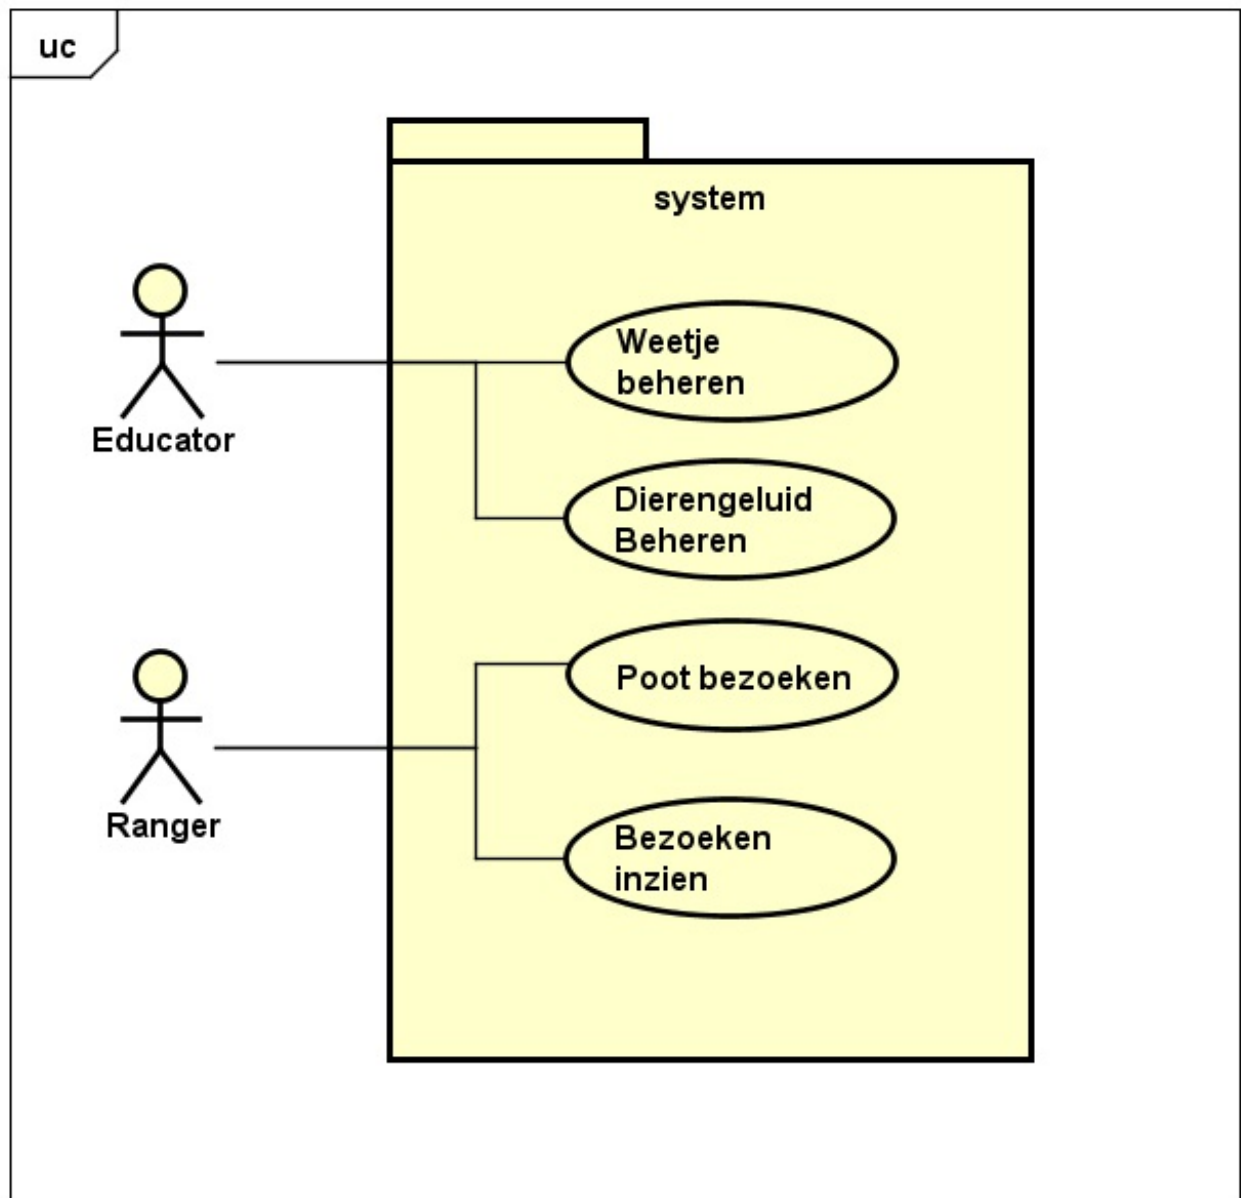 uc
system
Weetje
beheren
Educator
Dierengeluid
Beheren
Poot bezoeken
Ranger
Bezoeken
inzien